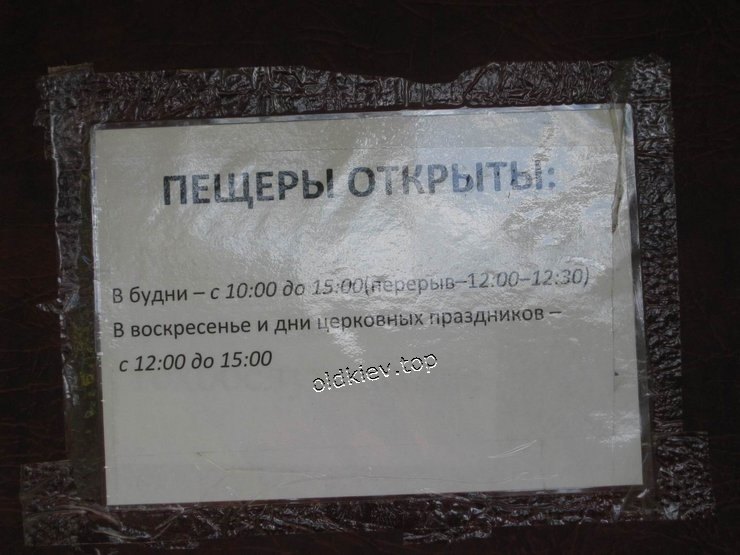 ПЕЩЕРЫ ОТКРЫТЫ:
В будни – с 10:00 до 15:00(перерыв–12:00–12:30)
В воскресенье и дни церковных праздников –
с 12:00 до 15:00
oldkiev.top